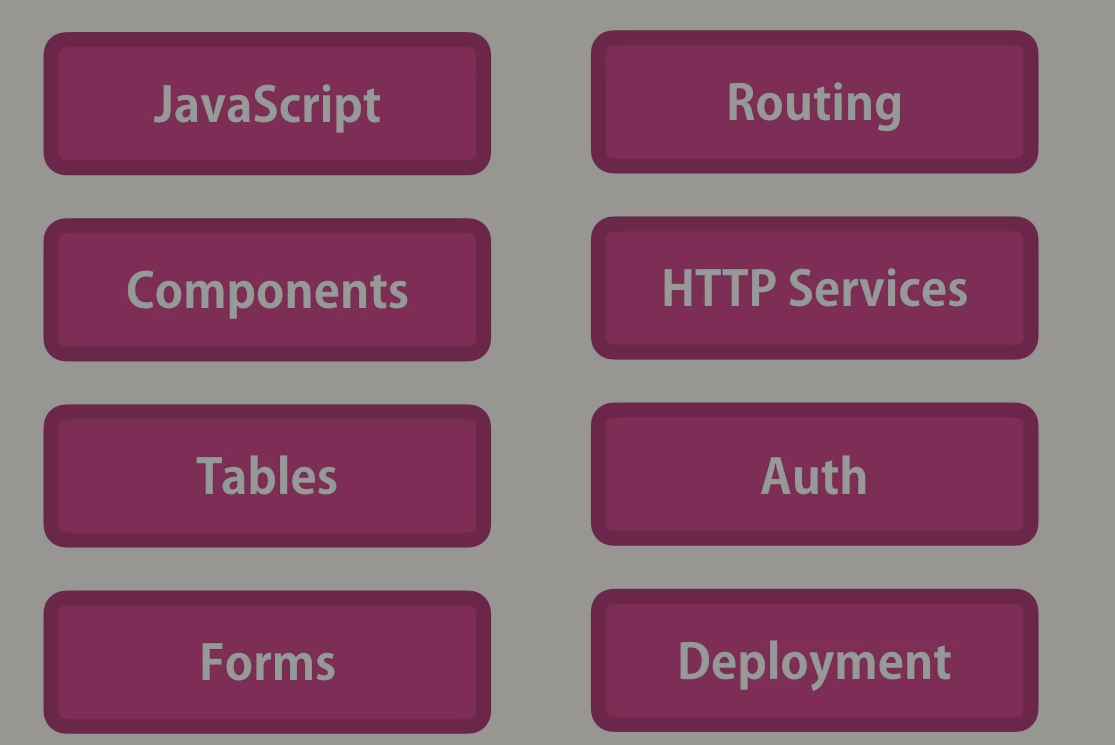 JavaScript
Components
Tables
Forms
Routing
HTTP Services
Auth
Deployment